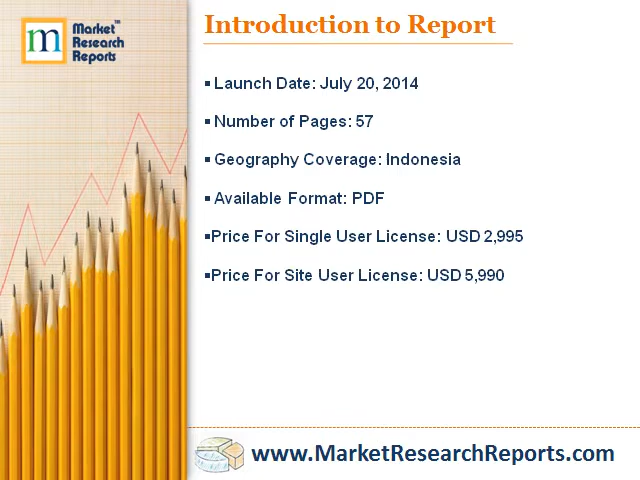 m
Market™
Research
Reports
Introduction to Report
▪ Launch Date: July 20, 2014
▪ Number of Pages: 57
▪ Geography Coverage: Indonesia
▪ Available Format: PDF
▪Price For Single User License: USD 2,995
▪Price For Site User License: USD 5,990
www.MarketResearchReports.com